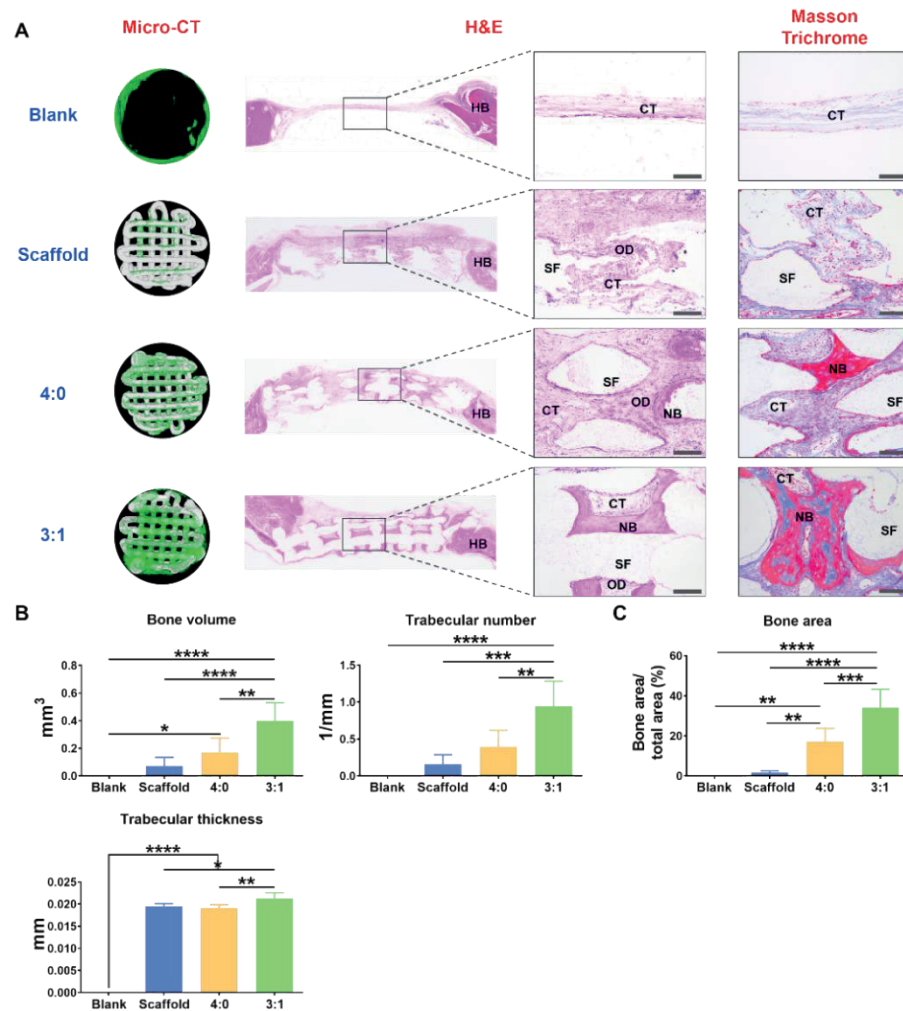 A
Micro-CT
H&E
Masson
Trichrome
Blank
HB
CT
CT
Scaffold
HB
OD
SF
CT
CT
SF
4:0
HB
SF
CT
OD
NB
NB
CT
SF
3:1
HB
CT
NB
SF
OD
CT
NB
SF
B
Bone volume
****
****
**
*
mm³
0.8
0.6
0.4
0.2
0.0
Blank Scaffold 4:0 3:1
Trabecular number
****
***
**
1/mm
1.5
1.0
0.5
0.0
Blank Scaffold 4:0 3:1
C
Bone area
****
****
***
**
**
Bone area/
total area (%)
60
40
20
0
Blank Scaffold 4:0 3:1
Trabecular thickness
****
*
**
mm
0.025
0.020
0.015
0.010
0.005
0.000
Blank Scaffold 4:0 3:1